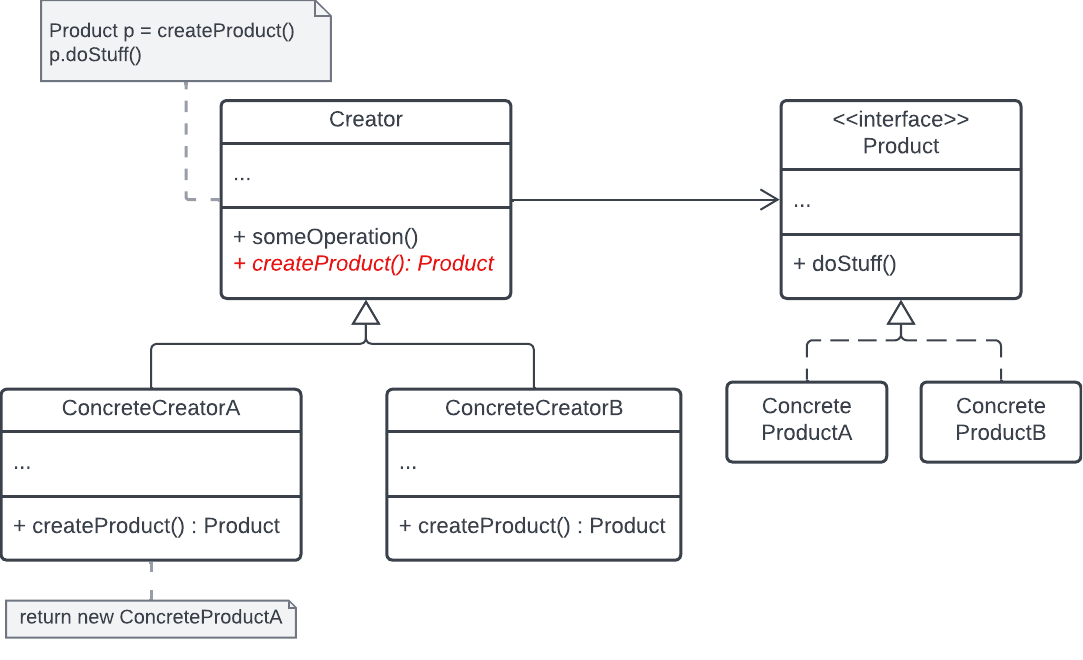 Product p = createProduct()
p.doStuff()
Creator
...
+ someOperation()
+ createProduct(): Product
<<interface>>
Product
...
+ doStuff()
ConcreteCreatorA
...
+ createProduct() : Product
return new ConcreteProductA
ConcreteCreatorB
...
+ createProduct() : Product
Concrete
ProductA
Concrete
ProductB